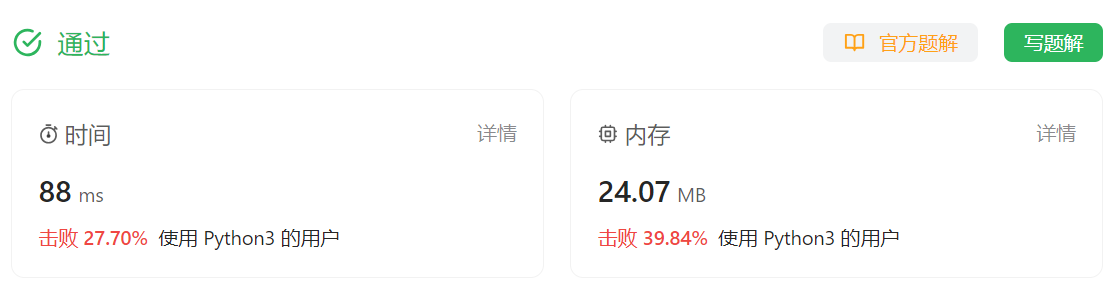 通过
官方题解
写题解
时间
详情
88 ms
击败 27.70% 使用 Python3 的用户
内存
详情
24.07 MB
击败 39.84% 使用 Python3 的用户